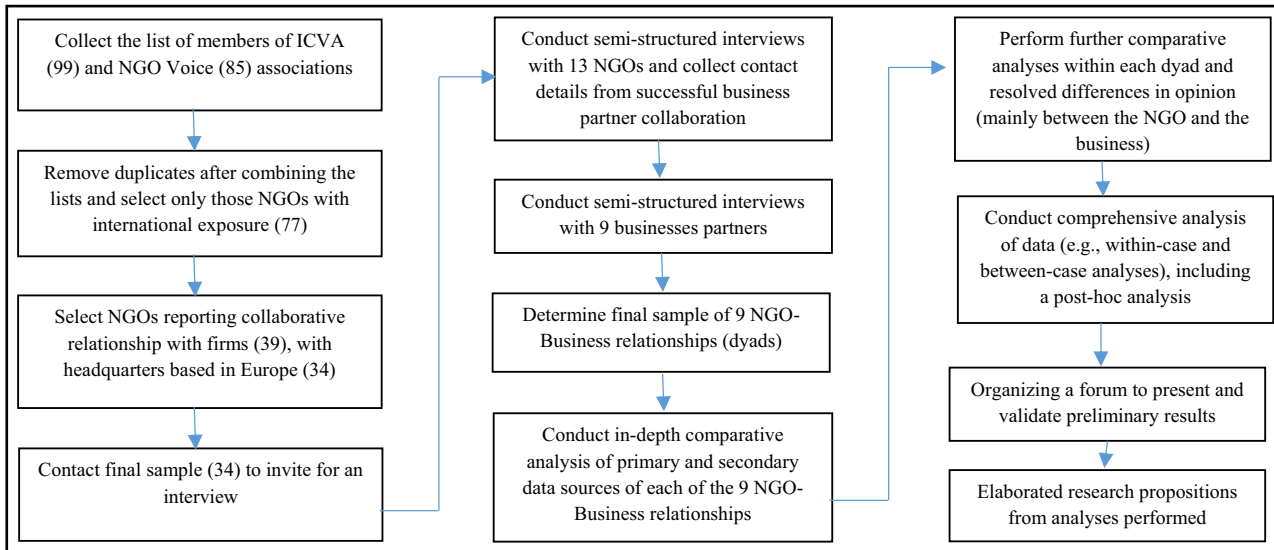 Collect the list of members of ICVA
(99) and NGO Voice (85) associations
Remove duplicates after combining the
lists and select only those NGOs with
international exposure (77)
Select NGOs reporting collaborative
relationship with firms (39), with
headquarters based in Europe (34)
Contact final sample (34) to invite for an
interview
Conduct semi-structured interviews
with 13 NGOs and collect contact
details from successful business
partner collaboration
Conduct semi-structured interviews
with 9 businesses partners
Determine final sample of 9 NGO-
Business relationships (dyads)
Conduct in-depth comparative
analysis of primary and secondary
data sources of each of the 9 NGO-
Business relationships
Perform further comparative
analyses within each dyad and
resolved differences in opinion
(mainly between the NGO and the
business)
Conduct comprehensive analysis
of data (e.g., within-case and
between-case analyses), including
a post-hoc analysis
Organizing a forum to present and
validate preliminary results
Elaborated research propositions
from analyses performed